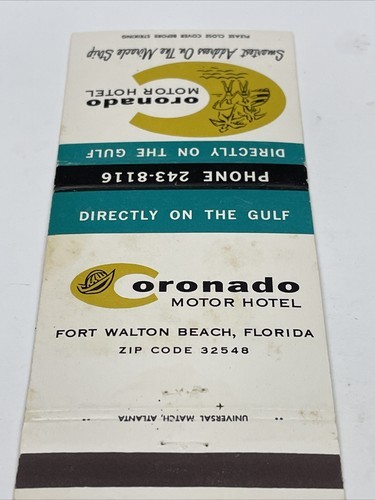 PLEASE CLOSE COVER BEFORE STRIKING
Smartest Address On The Miracle Strip
Coronado
MOTOR HOTEL
DIRECTLY ON THE GULF
PHONE 243-8116
DIRECTLY ON THE GULF
Coronado
MOTOR HOTEL
FORT WALTON BEACH, FLORIDA
ZIP CODE 32548
UNIVERSAL MATCH, ATLANTA